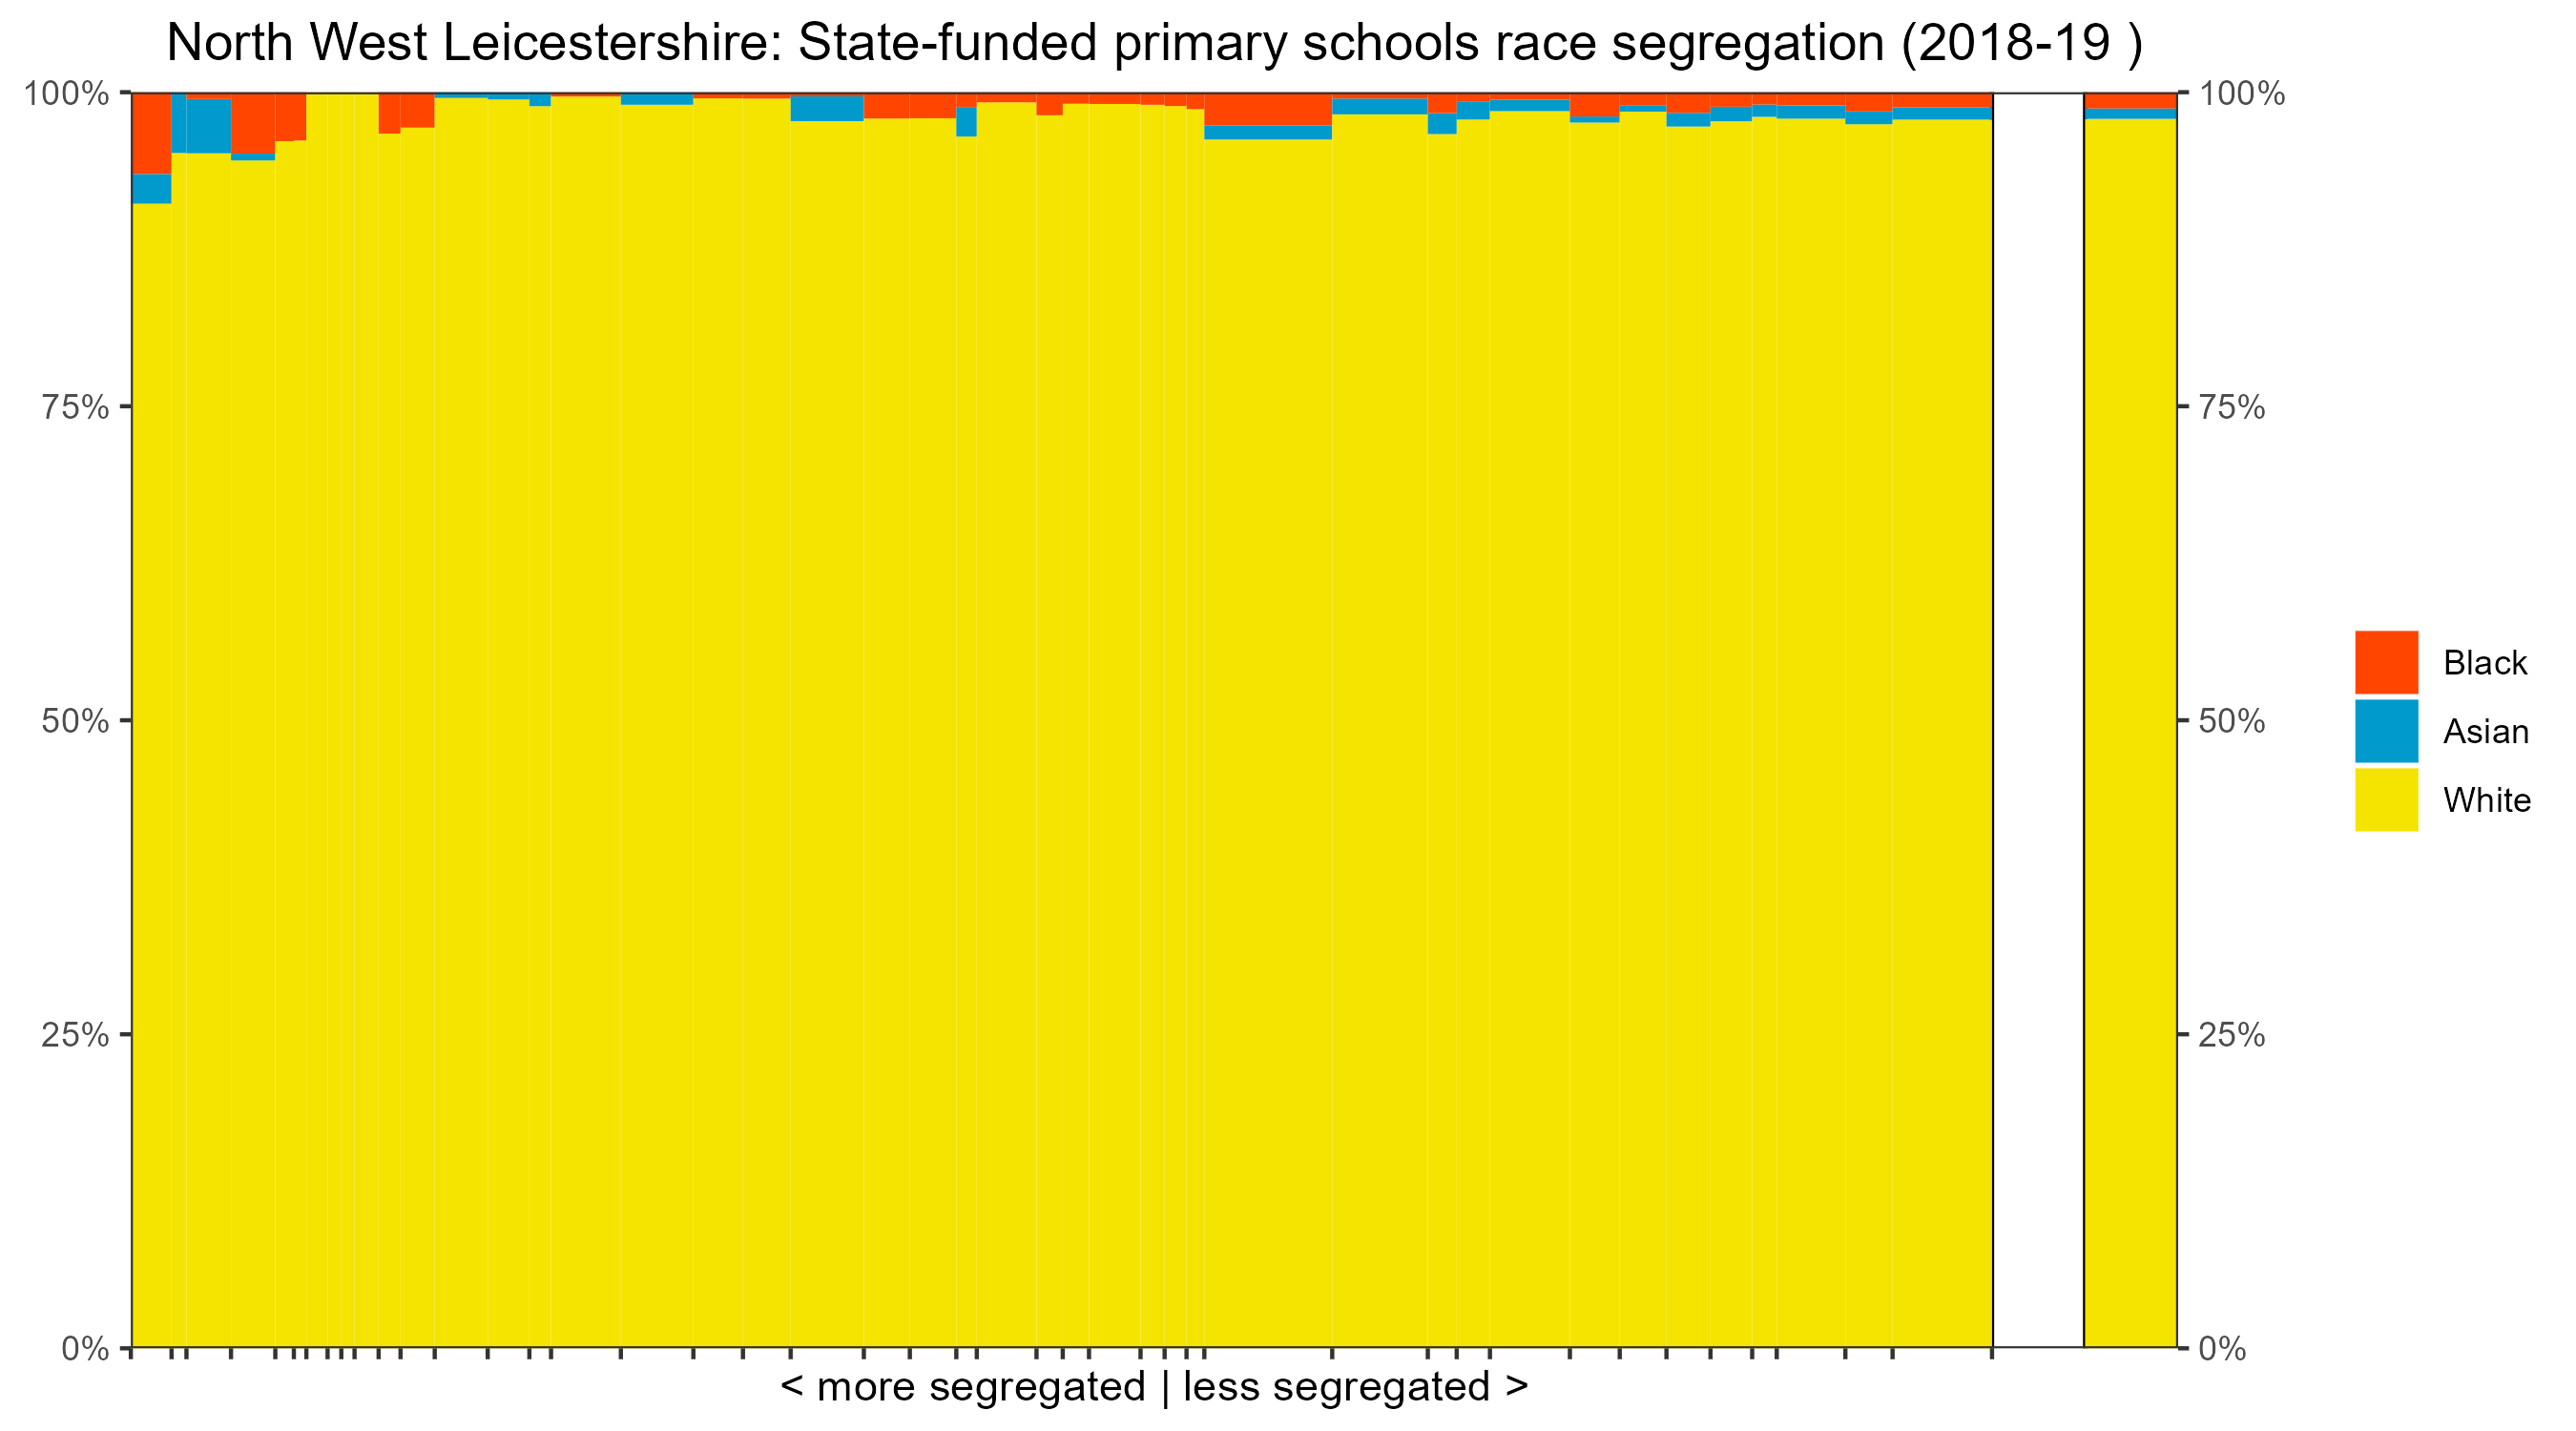 North West Leicestershire: State-funded primary schools race segregation (2018-19 )
100%
75%
50%
25%
0%
100%
75%
50%
25%
0%
< more segregated | less segregated >
Black
Asian
White